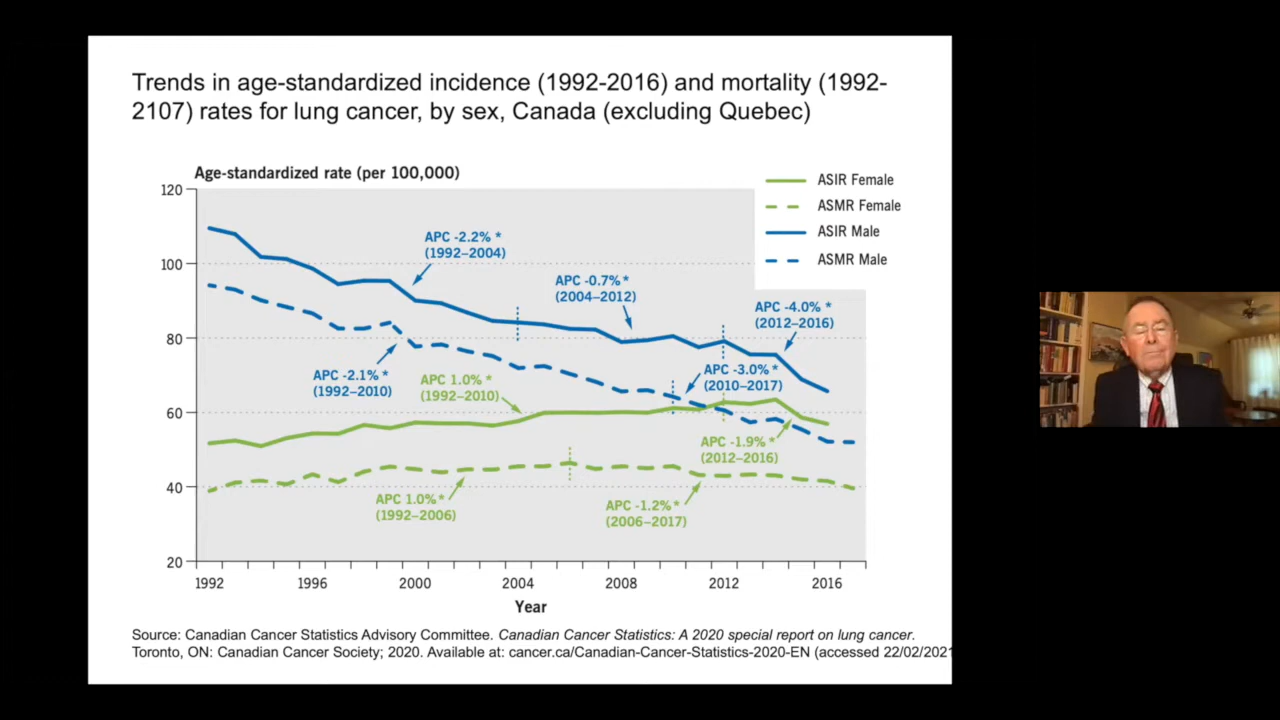 Trends in age-standardized incidence (1992-2016) and mortality (1992-
2107) rates for lung cancer, by sex, Canada (excluding Quebec)
Age-standardized rate (per 100,000)
ASIR Female
ASMR Female
ASIR Male
ASMR Male
120
100
80
60
40
20
APC -2.2% *
(1992–2004)
APC -0.7% *
(2004–2012)
APC -4.0% *
(2012–2016)
APC -2.1% *
(1992–2010)
APC 1.0% *
(1992–2010)
APC -3.0% *
(2010–2017)
APC -1.9% *
(2012–2016)
APC 1.0% *
(1992–2006)
APC -1.2% *
(2006–2017)
1992 1996 2000 2004 2008 2012 2016
Year
Source: Canadian Cancer Statistics Advisory Committee. Canadian Cancer Statistics: A 2020 special report on lung cancer.
Toronto, ON: Canadian Cancer Society; 2020. Available at: cancer.ca/Canadian-Cancer-Statistics-2020-EN (accessed 22/02/2021